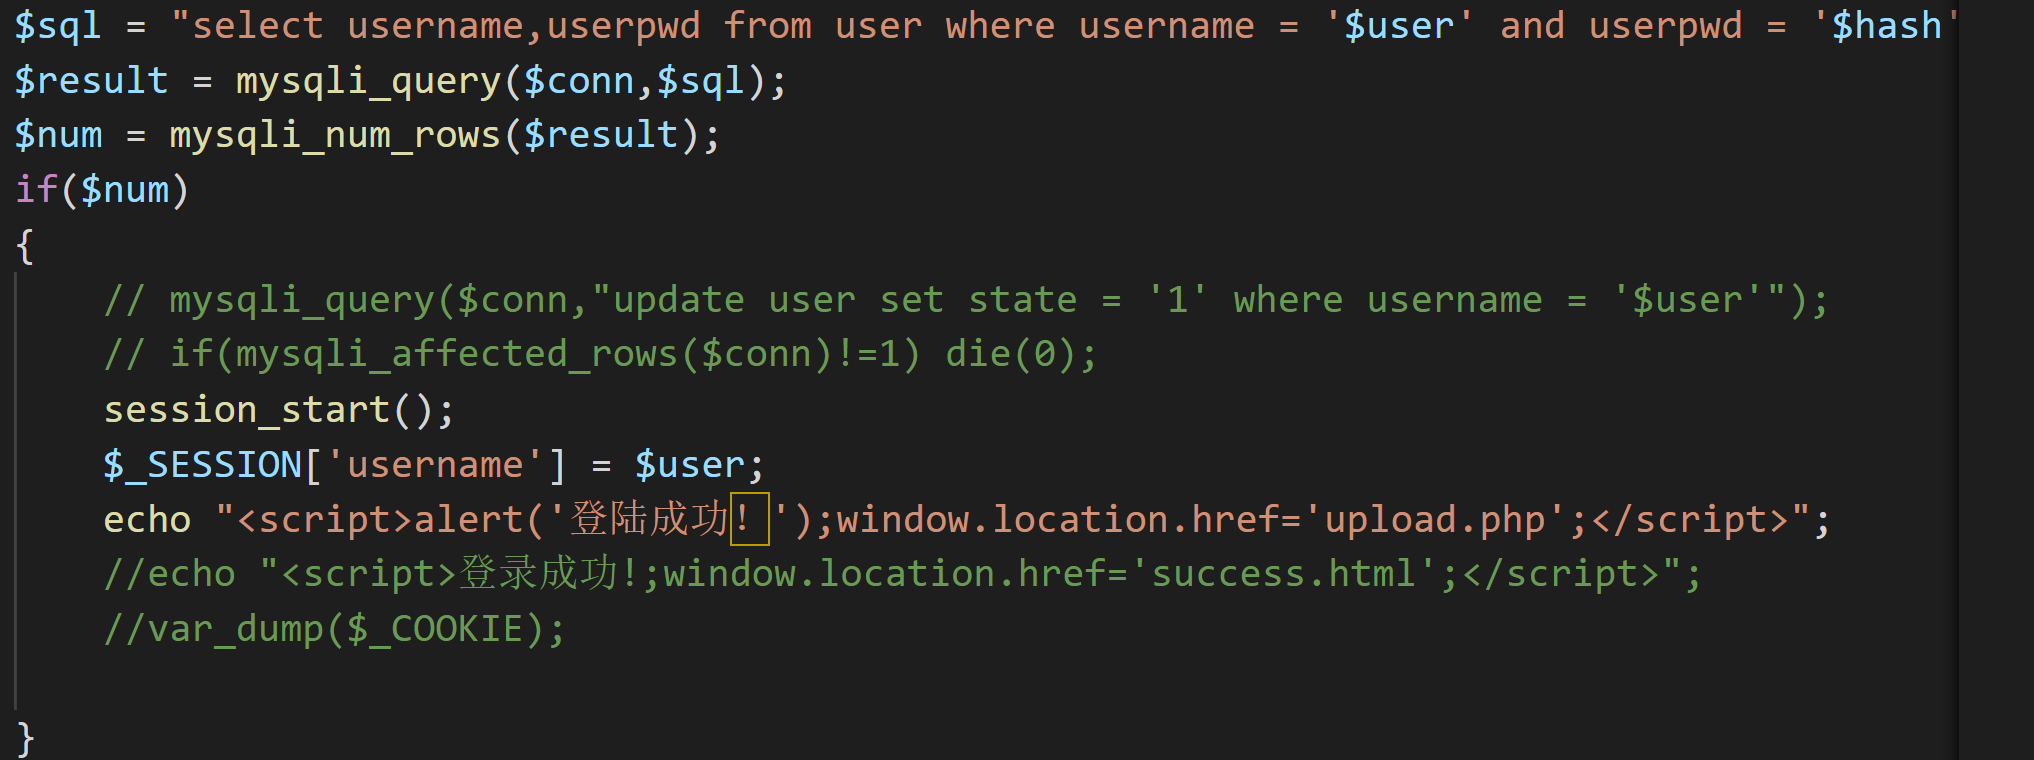 $sql = "select username,userpwd from user where username = '$user' and userpwd = '$hash'
$result = mysqli_query($conn,$sql);
$num = mysqli_num_rows($result);
if($num)
{
// mysqli_query($conn,"update user set state = '1' where username = '$user'");
// if(mysqli_affected_rows($conn)!=1) die(0);
session_start();
$_SESSION['username'] = $user;
echo "<script>alert('登陆成功！');window.location.href='upload.php';</script>";
//echo "<script>登录成功!;window.location.href='success.html';</script>";
//var_dump($_COOKIE);
}